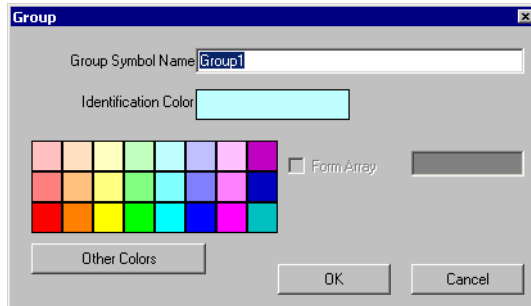 Group
Group Symbol Name Group1
Identification Color
Form Array
Other Colors
OK Cancel